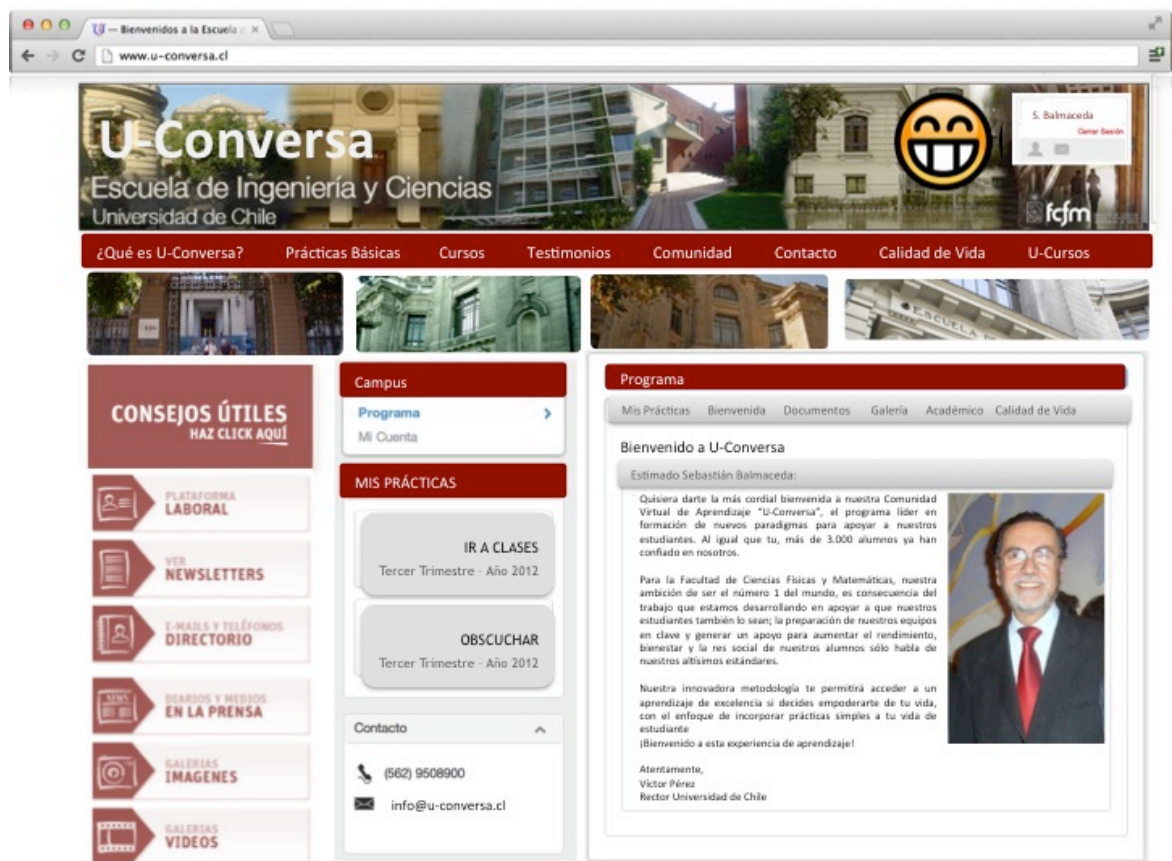 — Bienvenidos a la Escuela d
www.u-conversa.cl
U-Conversa
Escuela de Ingeniería y Ciencias
Universidad de Chile
S. Balmaceda
Cerrar Sesión
fcfm
¿Qué es U-Conversa? Prácticas Básicas Cursos Testimonios Comunidad Contacto Calidad de Vida U-Cursos
ESCUELA
CONSEJOS ÚTILES
HAZ CLICK AQUÍ
PLATAFORMA
LABORAL
VER
NEWSLETTERS
E-MAILS Y TELÉFONOS
DIRECTORIO
NEWS
DIARIOS Y MEDIOS
EN LA PRENSA
GALERIAS
IMAGENES
GALERIAS
VIDEOS
Campus
Programa
Mi Cuenta
MIS PRÁCTICAS
IR A CLASES
Tercer Trimestre - Año 2012
OBSCUCHAR
Tercer Trimestre - Año 2012
Contacto
(562) 9508900
info@u-conversa.cl
Programa
Mis Prácticas Bienvenida Documentos Galería Académico Calidad de Vida
Bienvenido a U-Conversa
Estimado Sebastián Balmaceda:
Quisiera darte la más cordial bienvenida a nuestra Comunidad
Virtual de Aprendizaje “U-Conversa”, el programa líder en
formación de nuevos paradigmas para apoyar a nuestros
estudiantes. Al igual que tu, más de 3.000 alumnos ya han
confiado en nosotros.
Para la Facultad de Ciencias Físicas y Matemáticas, nuestra
ambición de ser el número 1 del mundo, es consecuencia del
trabajo que estamos desarrollando en apoyar a que nuestros
estudiantes también lo sean; la preparación de nuestros equipos
en clave y generar un apoyo para aumentar el rendimiento,
bienestar y la res social de nuestros alumnos sólo habla de
nuestros altísimos estándares.
Nuestra innovadora metodología te permitirá acceder a un
aprendizaje de excelencia si decides empoderarte de tu vida,
con el enfoque de incorporar prácticas simples a tu vida de
estudiante
¡Bienvenido a esta experiencia de aprendizaje!
Atentamente,
Víctor Pérez
Rector Universidad de Chile